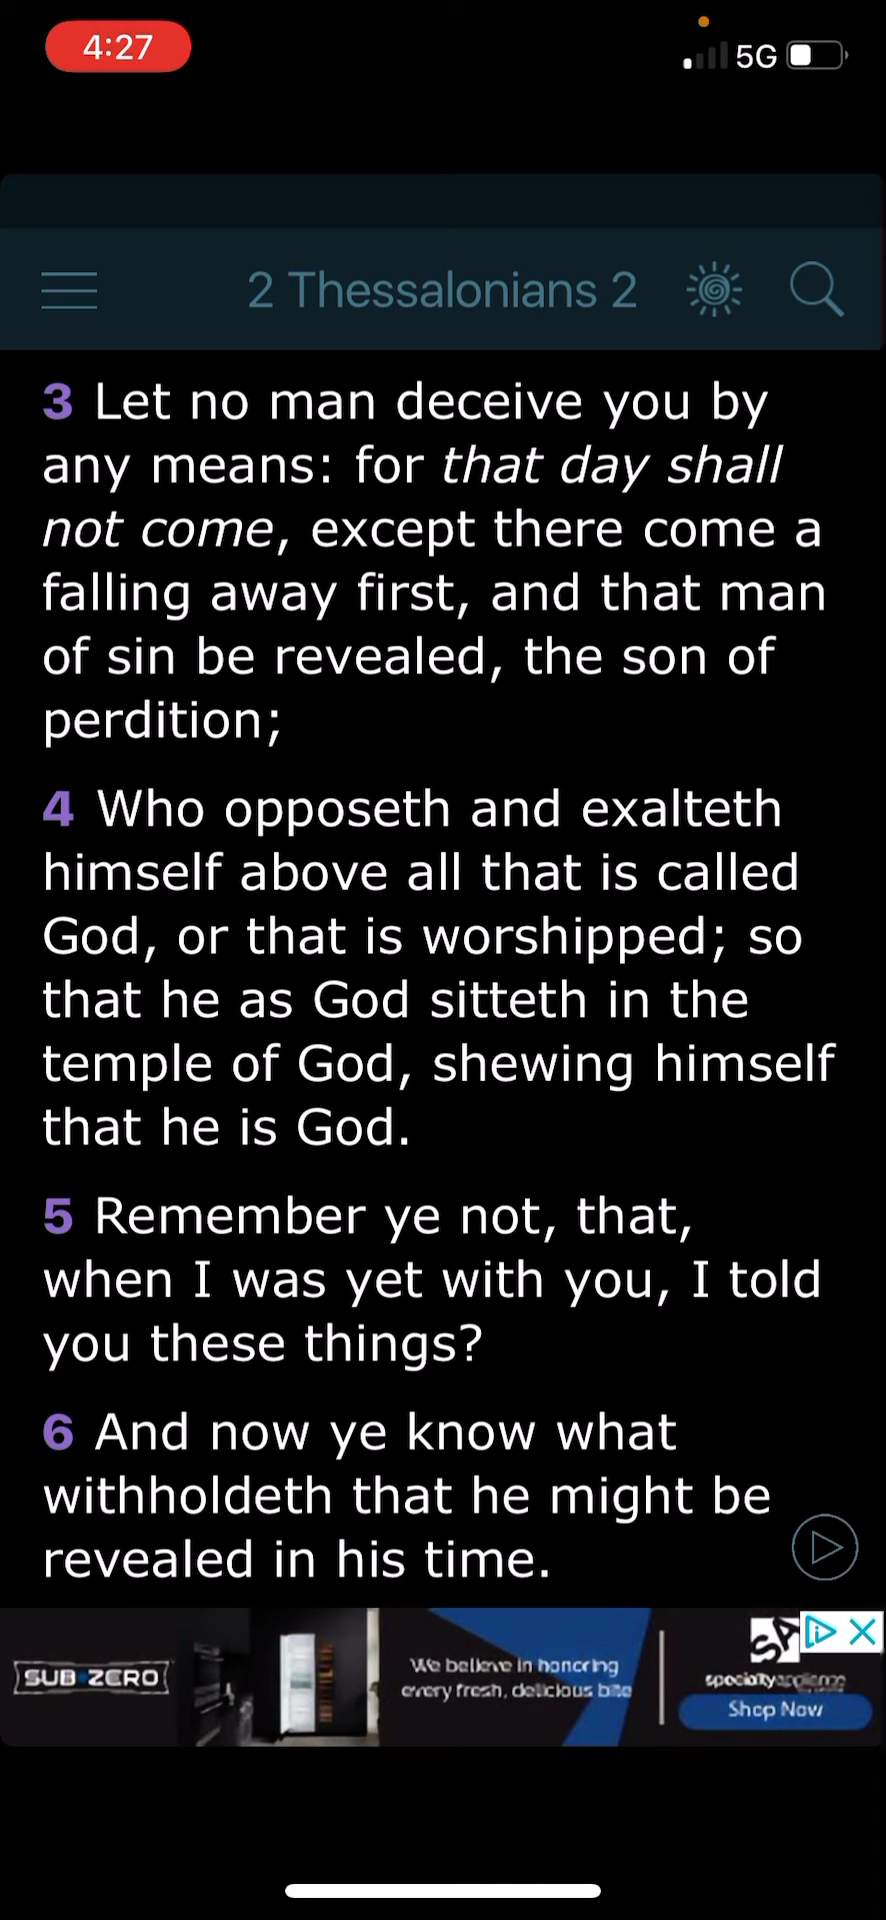 4:27
5G
2 Thessalonians 2
3 Let no man deceive you by
any means: for that day shall
not come, except there come a
falling away first, and that man
of sin be revealed, the son of
perdition;
4 Who opposeth and exalteth
himself above all that is called
God, or that is worshipped; so
that he as God sitteth in the
temple of God, shewing himself
that he is God.
5 Remember ye not, that,
when I was yet with you, I told
you these things?
6 And now ye know what
withholdeth that he might be
revealed in his time.
SUB ZERO
We believe in honoring
every fresh, delicious bite
SA
specialty appliance
Shop Now